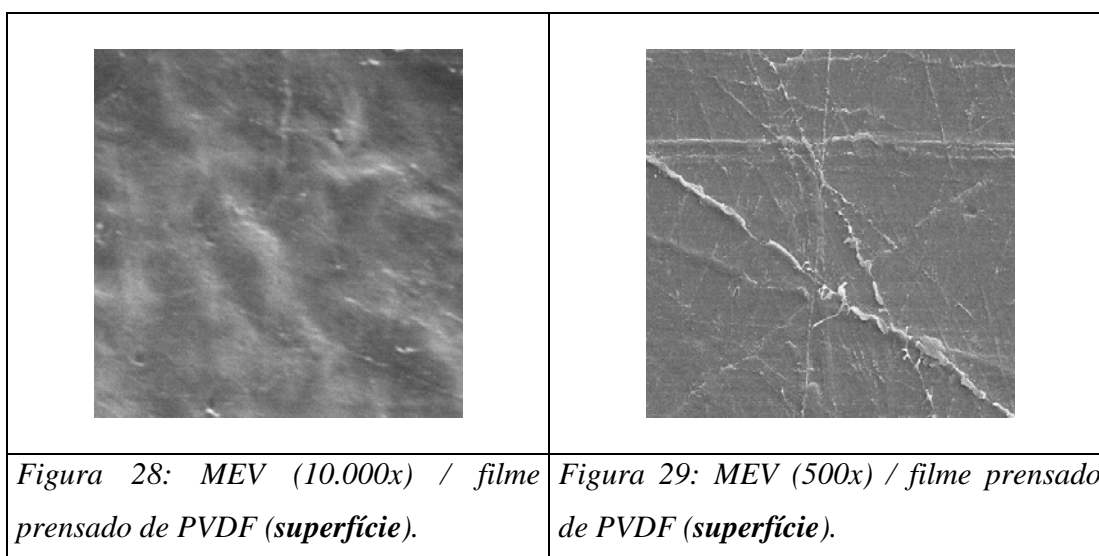 Figura 28: MEV (10.000x) / filme
prensado de PVDF (superfície).
Figura 29: MEV (500x) / filme prensado
de PVDF (superfície).